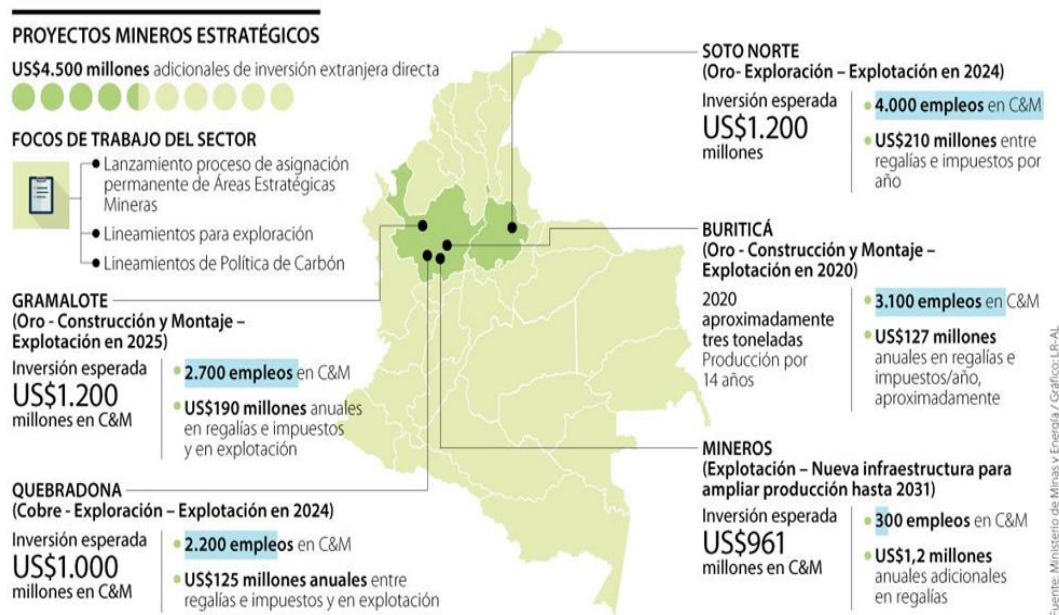 PROYECTOS MINEROS ESTRATÉGICOS
US$4.500 millones adicionales de inversión extranjera directa
FOCOS DE TRABAJO DEL SECTOR
Lanzamiento proceso de asignación
permanente de Áreas Estratégicas
Mineras
Lineamientos para exploración
Lineamientos de Política de Carbón
GRAMALOTE
(Oro - Construcción y Montaje –
Explotación en 2025)
Inversión esperada
US$1.200
millones en C&M
2.700 empleos en C&M
US$190 millones anuales
en regalías e impuestos
y en explotación
QUEBRADONA
(Cobre - Exploración – Explotación en 2024)
Inversión esperada
US$1.000
millones en C&M
2.200 empleos en C&M
US$125 millones anuales entre
regalías e impuestos y en explotación
SOTO NORTE
(Oro- Exploración – Explotación en 2024)
Inversión esperada
US$1.200
millones
4.000 empleos en C&M
US$210 millones entre
regalías e impuestos por
año
BURITICÁ
(Oro - Construcción y Montaje –
Explotación en 2020)
2020
aproximadamente
tres toneladas
Producción por
14 años
3.100 empleos en C&M
US$127 millones
anuales en regalías e
impuestos/año,
aproximadamente
MINEROS
(Explotación – Nueva infraestructura para
ampliar producción hasta 2031)
Inversión esperada
US$961
millones en C&M
300 empleos en C&M
US$1,2 millones
anuales adicionales
en regalías
Fuente: Ministerio de Minas y Energía / Gráfico: LR-AL